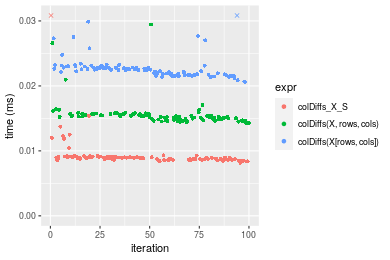 0.03
0.02
0.01
0.00
time (ms)
0
25
50
75
100
iteration
expr
colDiffs_X_S
colDiffs(X, rows, cols)
colDiffs(X[rows, cols])